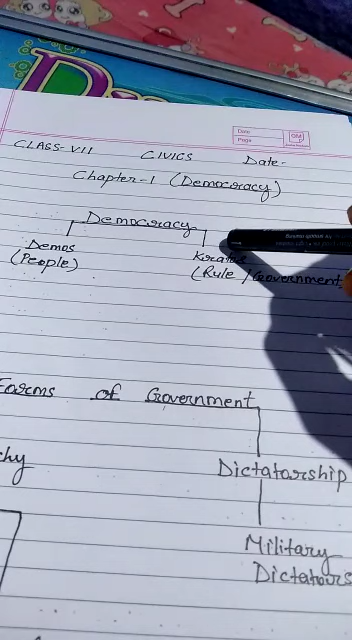 Date:
Page
CLASS-VII CIVICS Date-
Chapter-1 (Democracy)
Democracy
Demos
(People)
Kratos
(Rule / Government
Forms of Government
chy
Dictatorship
Military
Dictators